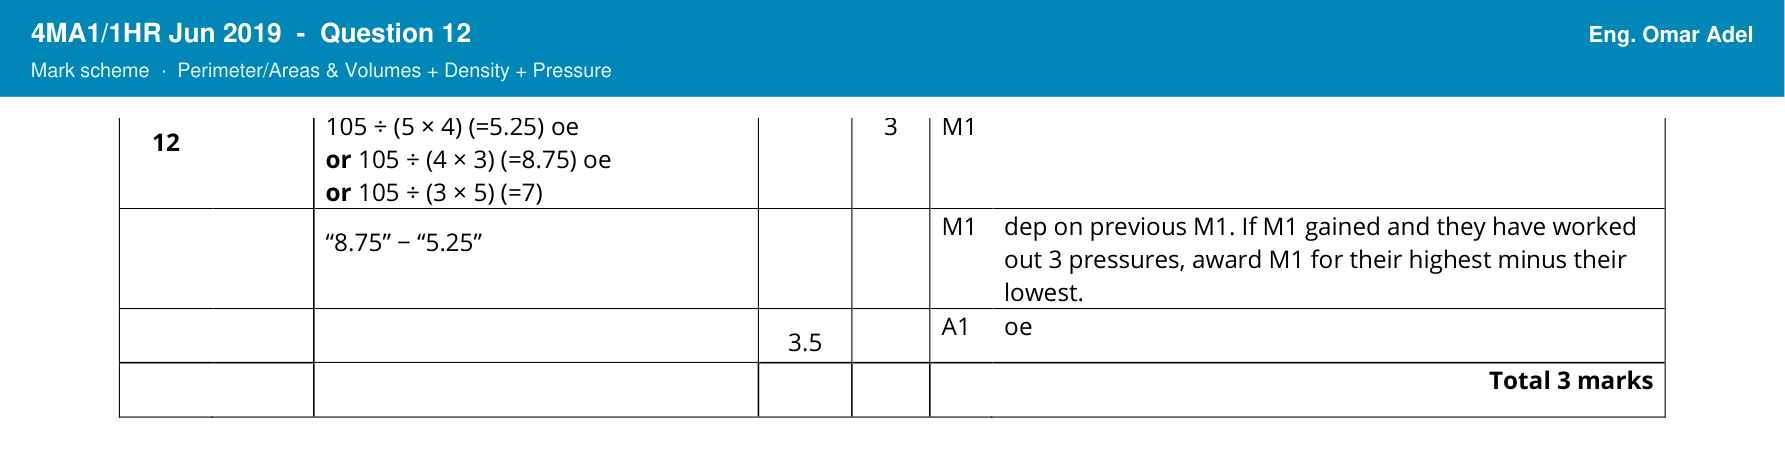 4MA1/1HR Jun 2019 - Question 12
Eng. Omar Adel
Mark scheme · Perimeter/Areas & Volumes + Density + Pressure
12
105 ÷ (5 × 4) (=5.25) oe
or 105 ÷ (4 × 3) (=8.75) oe
or 105 ÷ (3 × 5) (=7)
3
M1
“8.75” – “5.25”
M1
dep on previous M1. If M1 gained and they have worked
out 3 pressures, award M1 for their highest minus their
lowest.
3.5
A1
oe
Total 3 marks